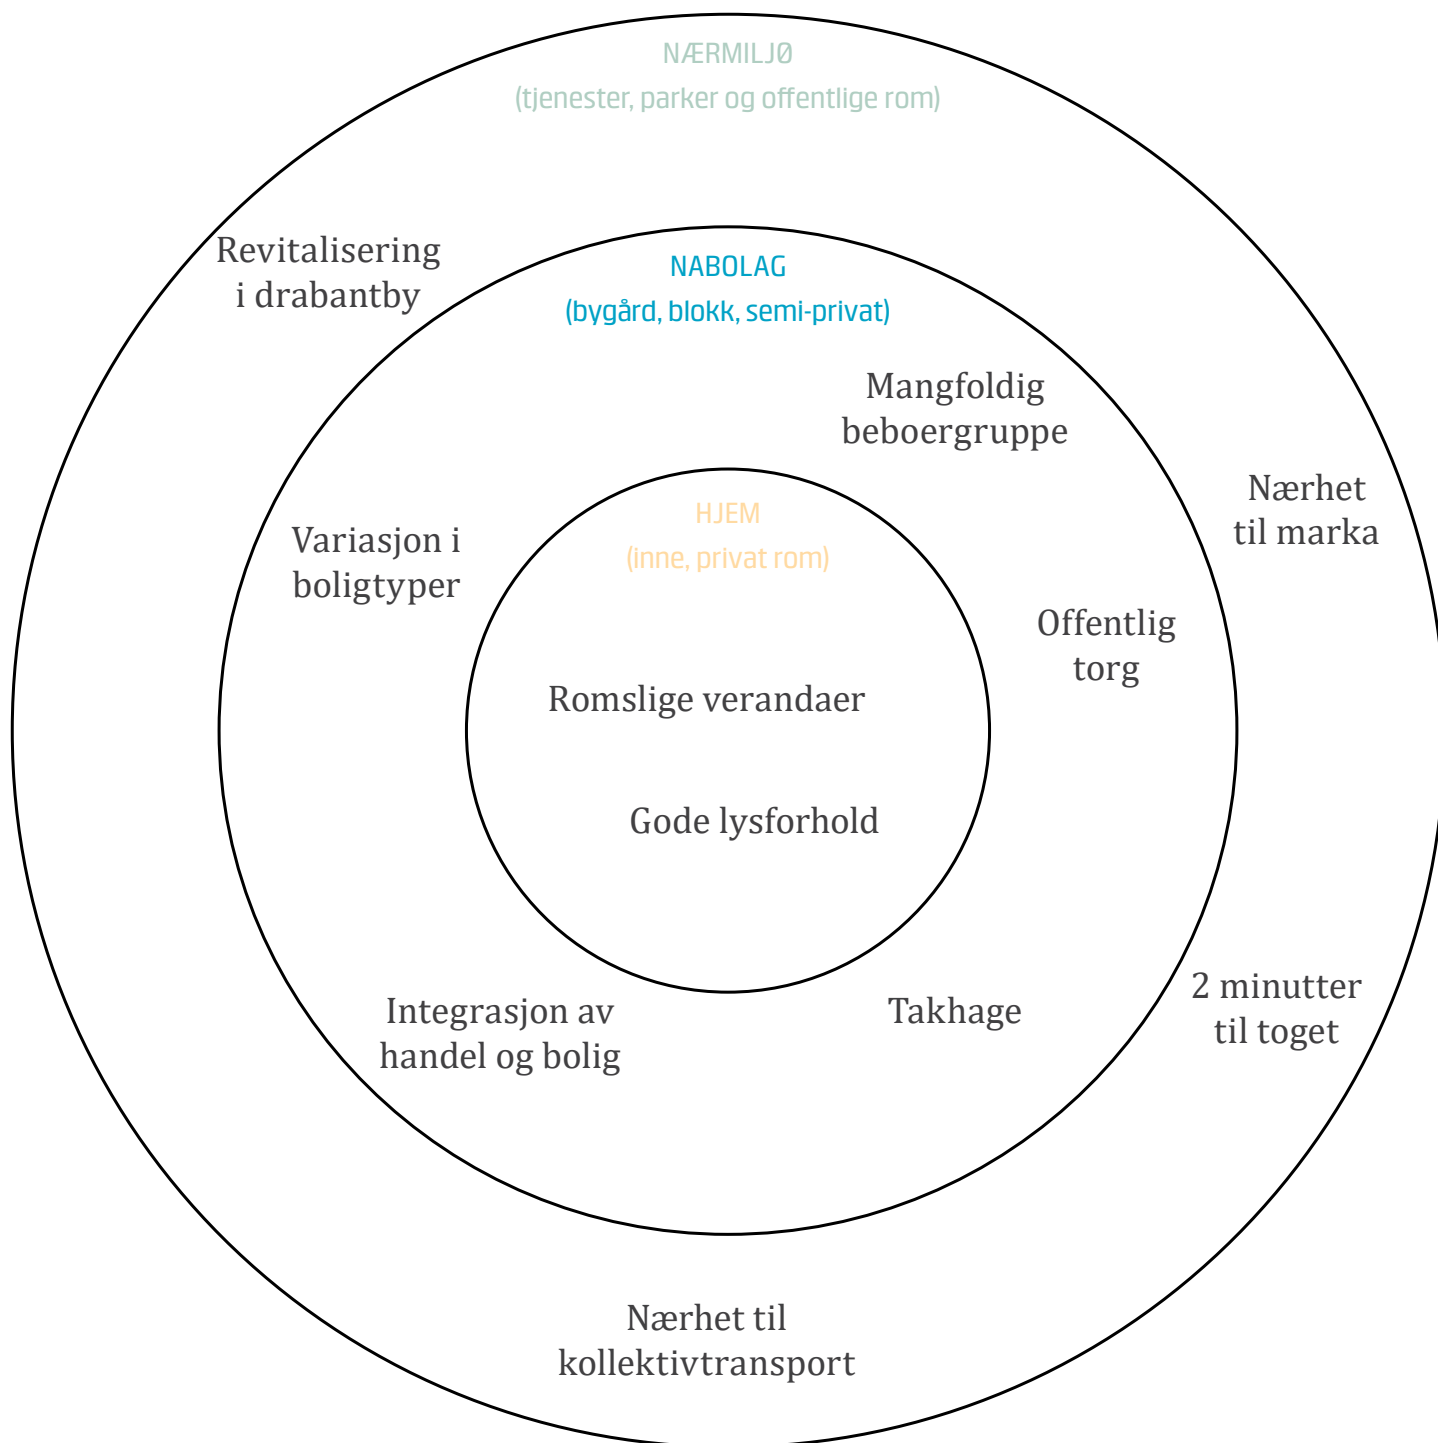 NÆRMILJØ
(tjenester, parker og offentlige rom)
Revitalisering
i drabantby
NABOLAG
(bygård, blokk, semi-privat)
Mangfoldig
beboergruppe
Nærhet
til marka
HJEM
(inne, privat rom)
Variasjon i
boligtyper
Offentlig
torg
Romslige verandaer
Gode lysforhold
Integrasjon av
handel og bolig
Takhage
2 minutter
til toget
Nærhet til
kollektivtransport